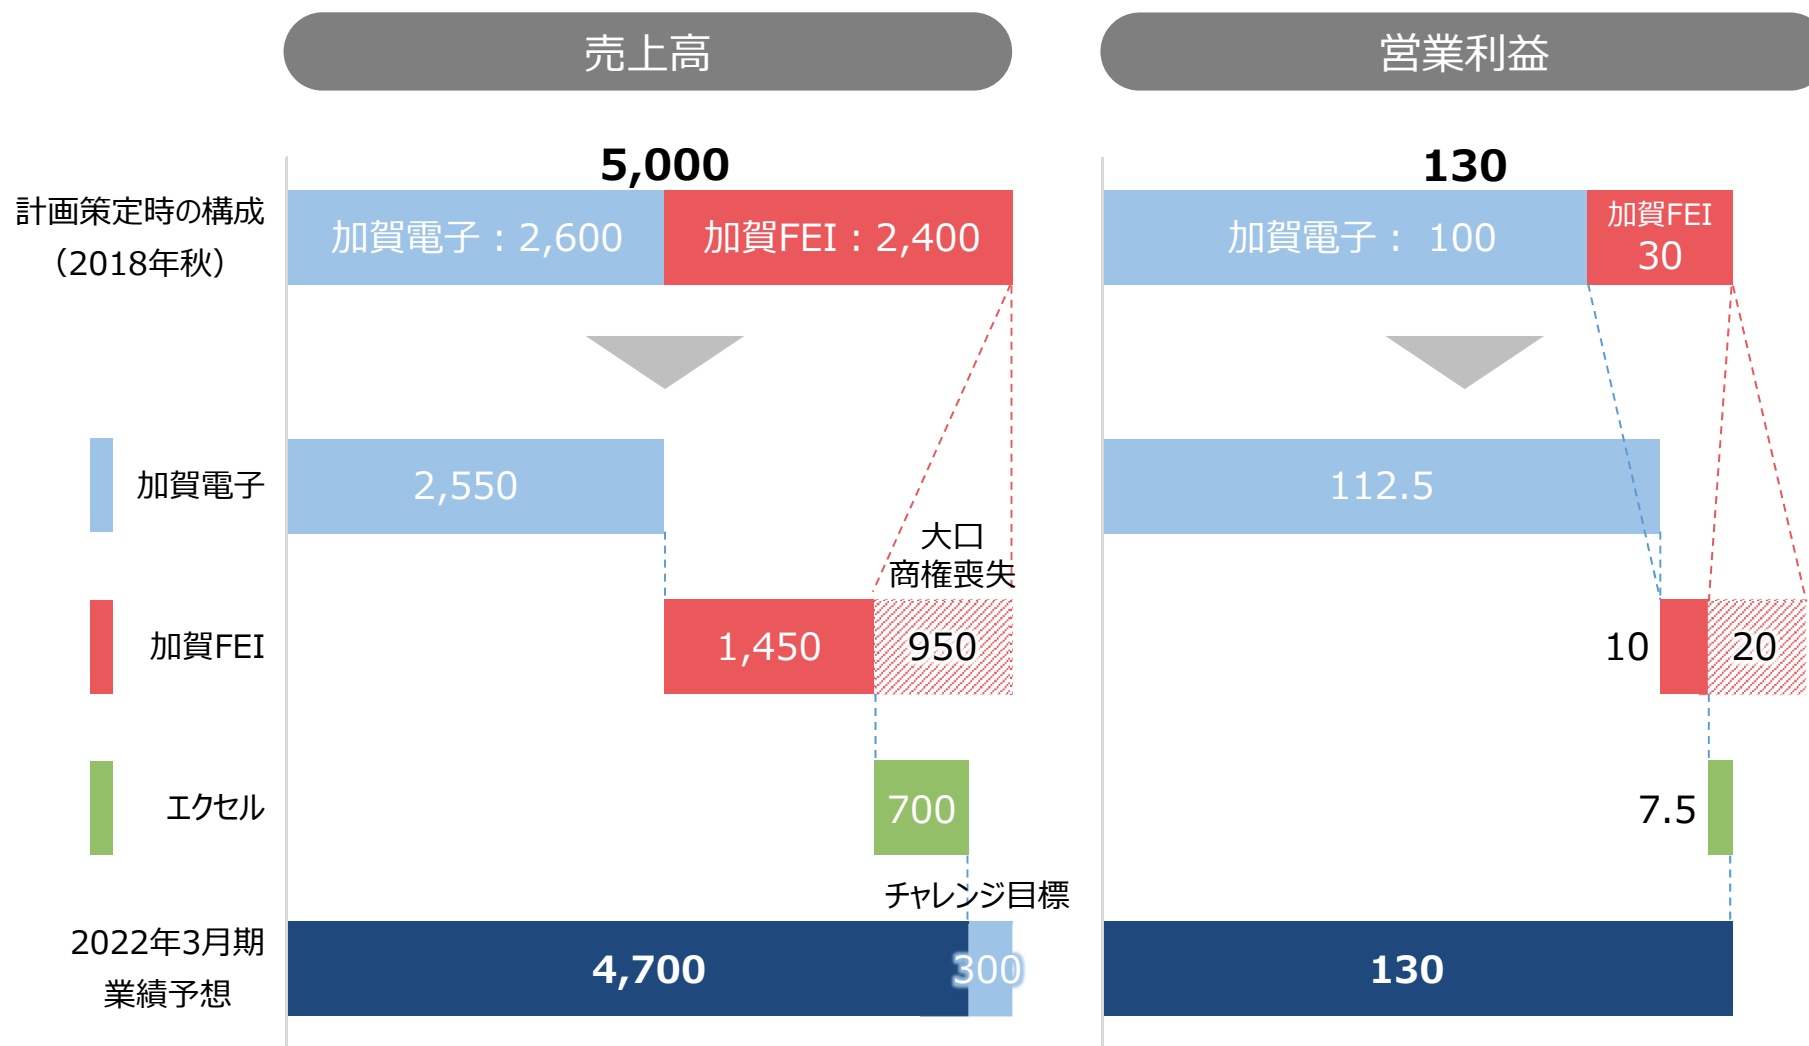 売上高
営業利益
5,000
130
計画策定時の構成
（2018年秋）
加賀電子：2,600
加賀FEI：2,400
加賀電子： 100
加賀FEI
30
加賀電子
2,550
112.5
大口
商権喪失
加賀FEI
1,450
950
10
20
エクセル
700
7.5
チャレンジ目標
2022年3月期
業績予想
4,700
300
130